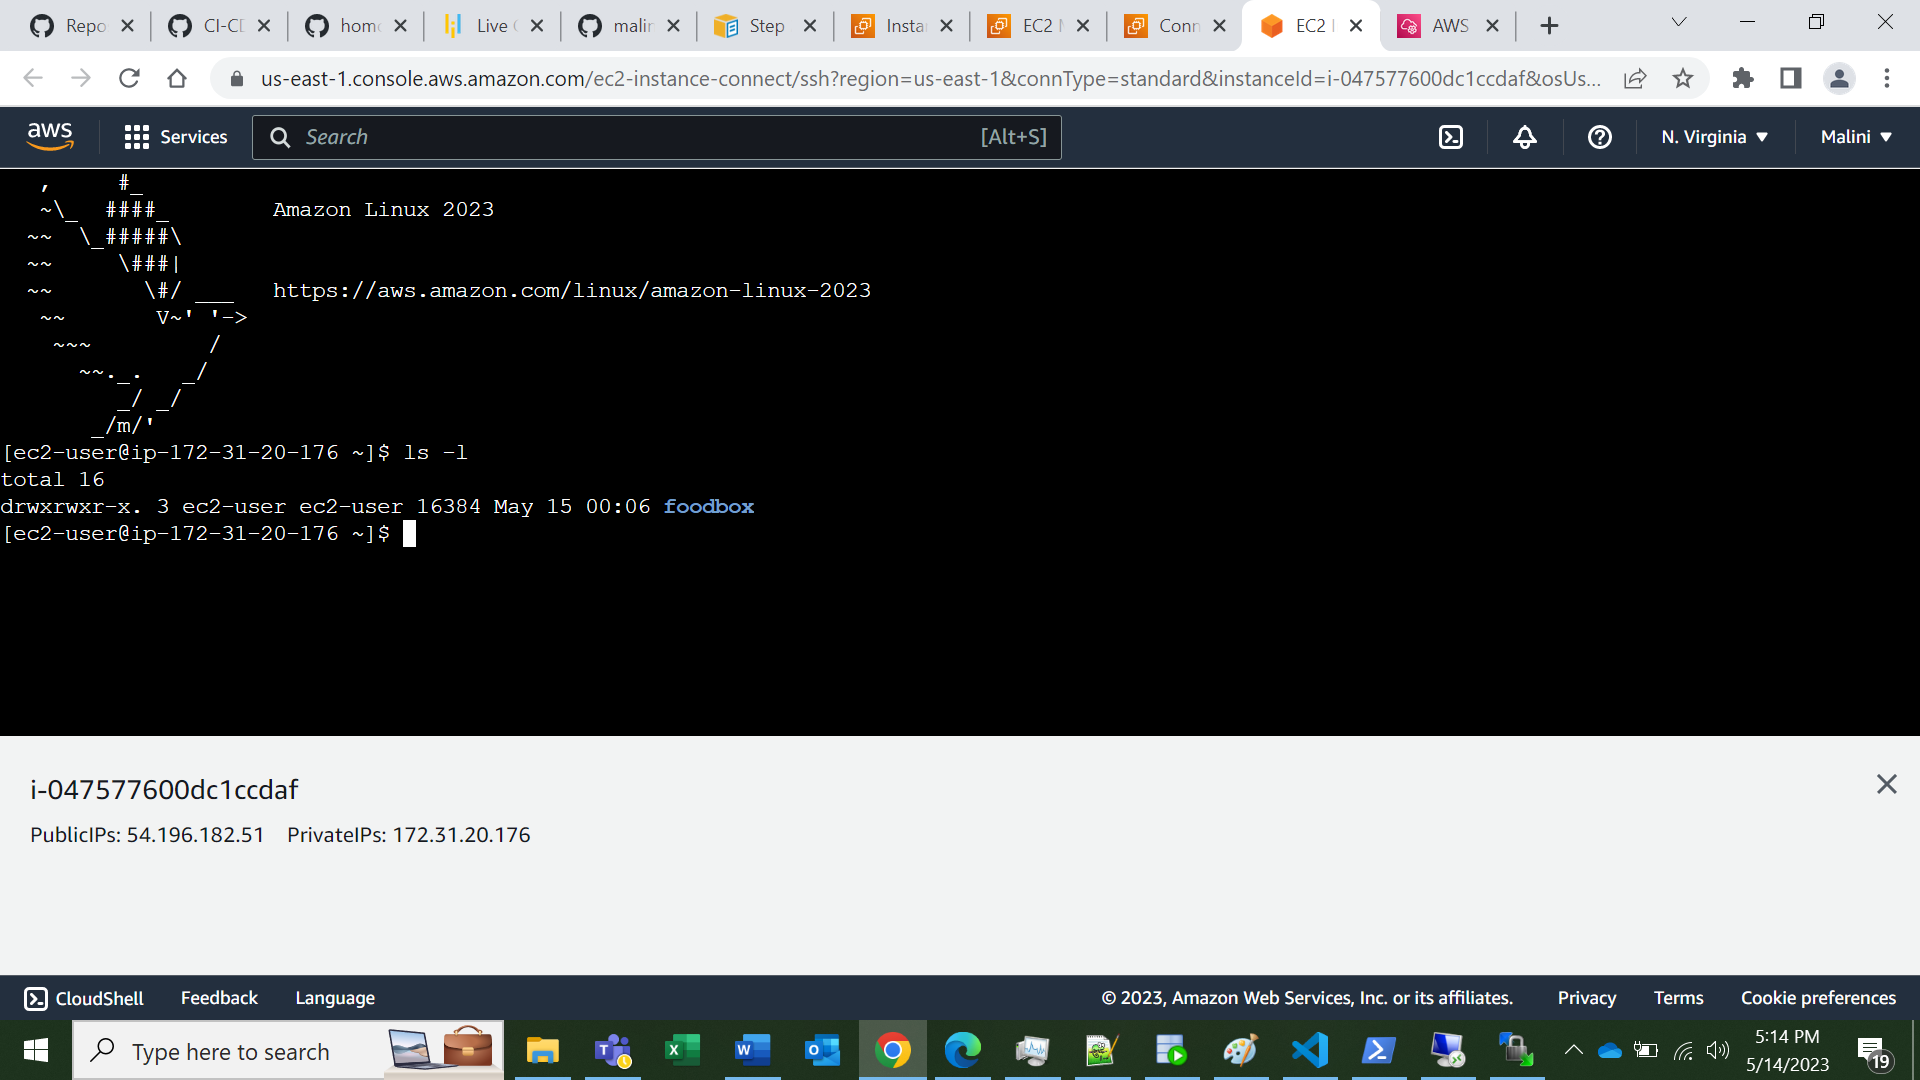 Repo
CI-CD
home
Live
malin
Step
Insta
EC2
Conn
EC2 I
AWS
us-east-1.console.aws.amazon.com/ec2-instance-connect/ssh?region=us-east-1&connType=standard&instanceId=i-047577600dc1ccdaf&osUs...
aws
Services
Search
[Alt+S]
N. Virginia
Malini
   ,     #_
   ~\_  ####_        Amazon Linux 2023
  ~~  \_#####\
  ~~     \###|
  ~~       \#/ ___   https://aws.amazon.com/linux/amazon-linux-2023
   ~~       V~' '->
    ~~~         /
      ~~._.   _/
         _/ _/
       _/m/'
[ec2-user@ip-172-31-20-176 ~]$ ls -l
total 16
drwxrwxr-x. 3 ec2-user ec2-user 16384 May 15 00:06 foodbox
[ec2-user@ip-172-31-20-176 ~]$
i-047577600dc1ccdaf
PublicIPs: 54.196.182.51 PrivateIPs: 172.31.20.176
CloudShell
Feedback
Language
© 2023, Amazon Web Services, Inc. or its affiliates.
Privacy
Terms
Cookie preferences
Type here to search
5:14 PM
5/14/2023
19